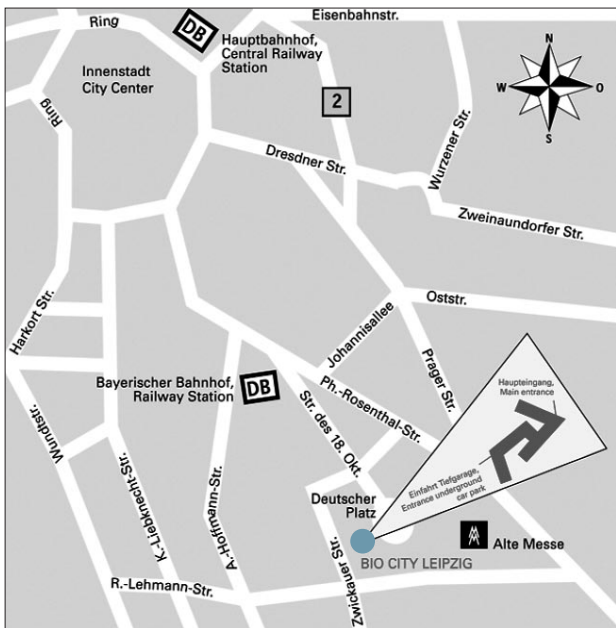 Eisenbahnstr.
Ring
DB
Hauptbahnhof,
Central Railway
Station
Innenstadt
City Center
N
W
O
S
2
Ring
Dresdner Str.
Wurzener Str.
Zweinaundorfer Str.
Harkort Str.
Oststr.
Johannisallee
Prager Str.
Haupteingang,
Main entrance
Bayerischer Bahnhof,
Railway Station
DB
Ph.-Rosenthal-Str.
Str. des 18. Okt.
Wundtstr.
K.-Liebknecht-Str.
A.-Hoffmann-Str.
Einfahrt Tiefgarage,
Entrance underground
car park
Deutscher
Platz
Alte Messe
BIO CITY LEIPZIG
Zwickauer Str.
R.-Lehmann-Str.